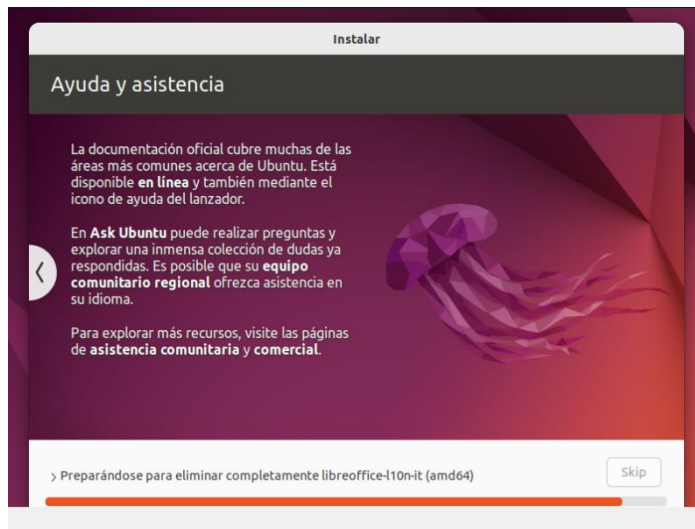 Instalar
Ayuda y asistencia
La documentación oficial cubre muchas de las
áreas más comunes acerca de Ubuntu. Está
disponible en línea y también mediante el
icono de ayuda del lanzador.
En Ask Ubuntu puede realizar preguntas y
explorar una inmensa colección de dudas ya
respondidas. Es posible que su equipo
comunitario regional ofrezca asistencia en
su idioma.
Para explorar más recursos, visite las páginas
de asistencia comunitaria y comercial.
> Preparándose para eliminar completamente libreoffice-l10n-it (amd64)
Skip